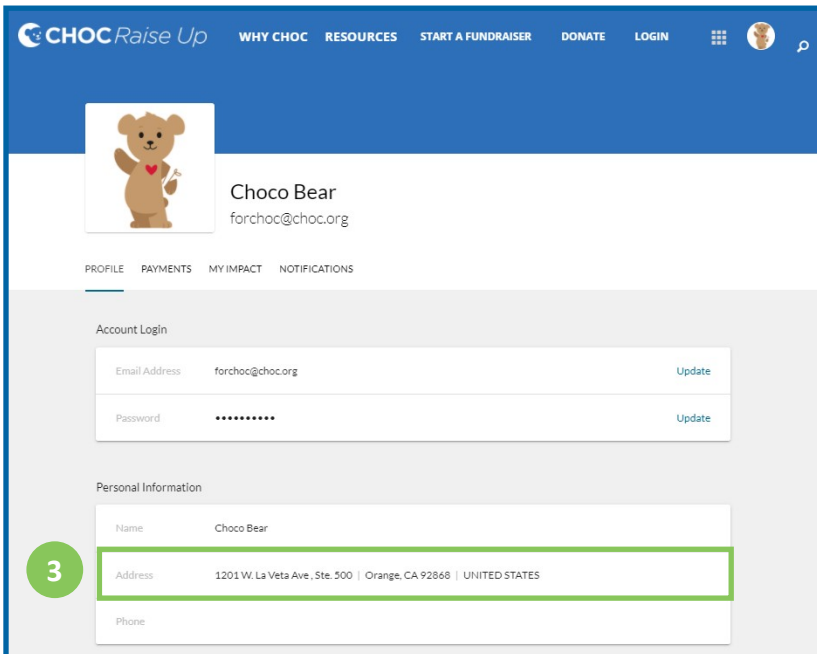 CHOC Raise Up WHY CHOC RESOURCES START A FUNDRAISER DONATE LOGIN
Choco Bear
forchoc@choc.org
PROFILE PAYMENTS MY IMPACT NOTIFICATIONS
Account Login
Email Address forchoc@choc.org Update
Password •••••••••• Update
Personal Information
Name Choco Bear
3 Address 1201 W. La Veta Ave , Ste. 500 | Orange, CA 92868 | UNITED STATES
Phone